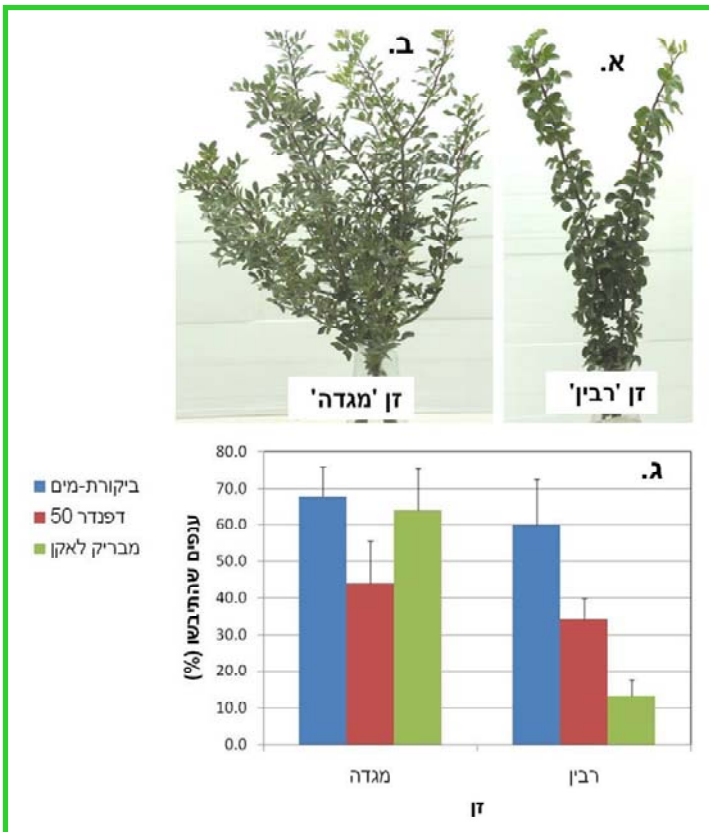 א.
ב.
זן 'רבין'
זן 'מגדה'
ג.
ענפים שהתיבשו (%)
80.0
70.0
60.0
50.0
40.0
30.0
20.0
10.0
0.0
מגדה
רבין
זן
ביקורת-מים
דפנדר 50
מבריק לאקן